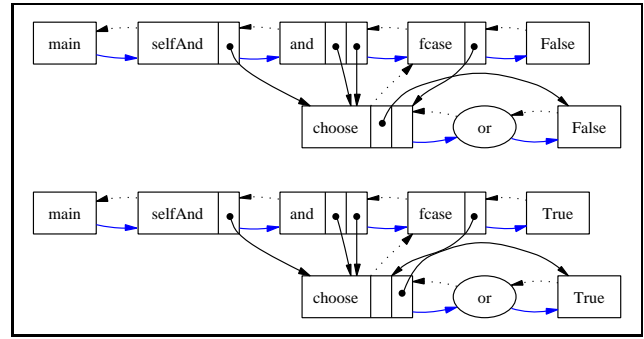 main selfAnd and fcase False
choose or False
main selfAnd and fcase True
choose or True